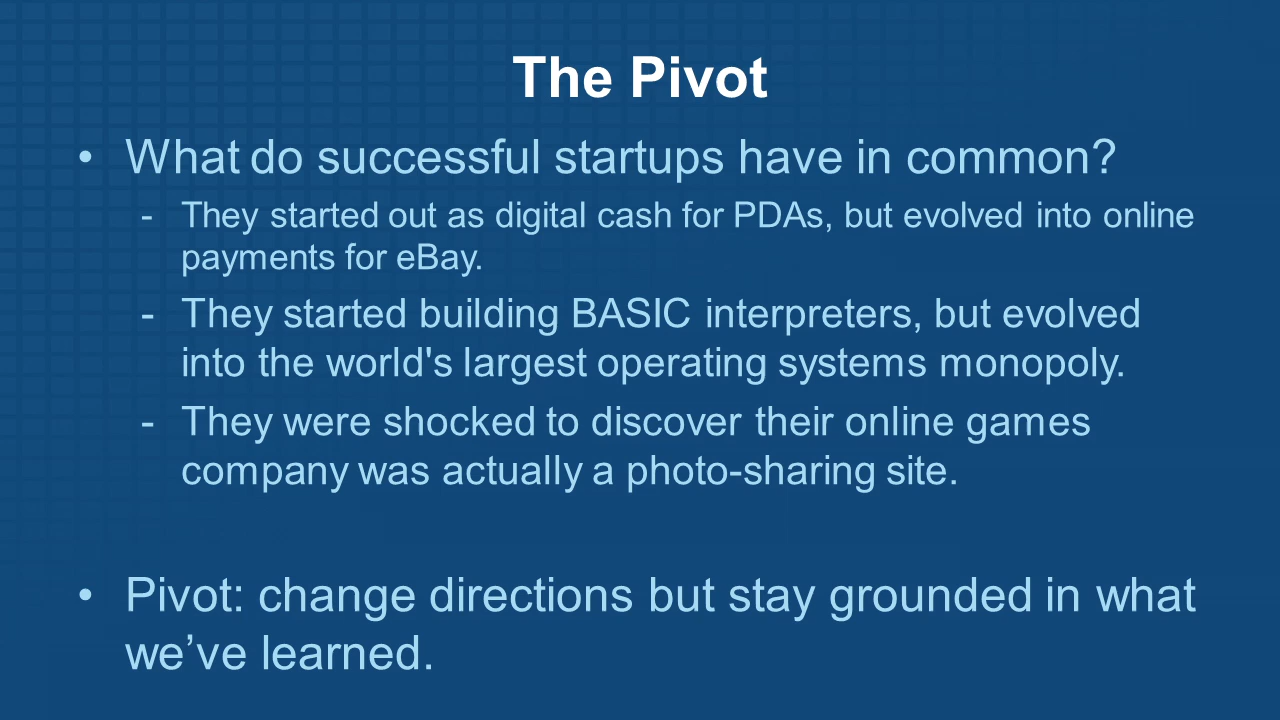 The Pivot
• What do successful startups have in common?
- They started out as digital cash for PDAs, but evolved into online
payments for eBay.
- They started building BASIC interpreters, but evolved
into the world's largest operating systems monopoly.
- They were shocked to discover their online games
company was actually a photo-sharing site.
• Pivot: change directions but stay grounded in what
we’ve learned.